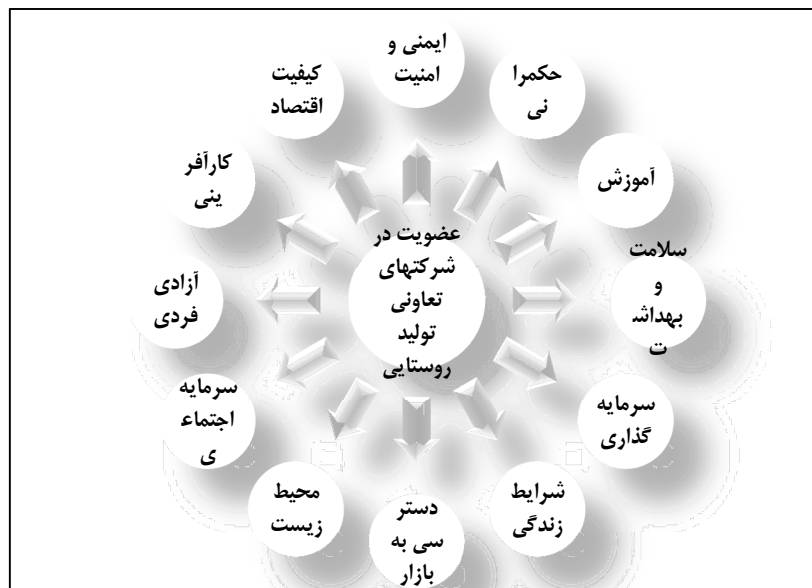 ایمنی و
امنیت
حکمرا
نی
آموزش
سلامت
و
بهداش
ت
سرمایه
گذاری
شرایط
زندگی
دستر
سی به
بازار
محیط
زیست
سرمایه
اجتماع
ی
آزادی
فردی
کارآفر
ینی
کیفیت
اقتصاد
عضویت در
شرکتهای
تعاونی
تولید
روستایی